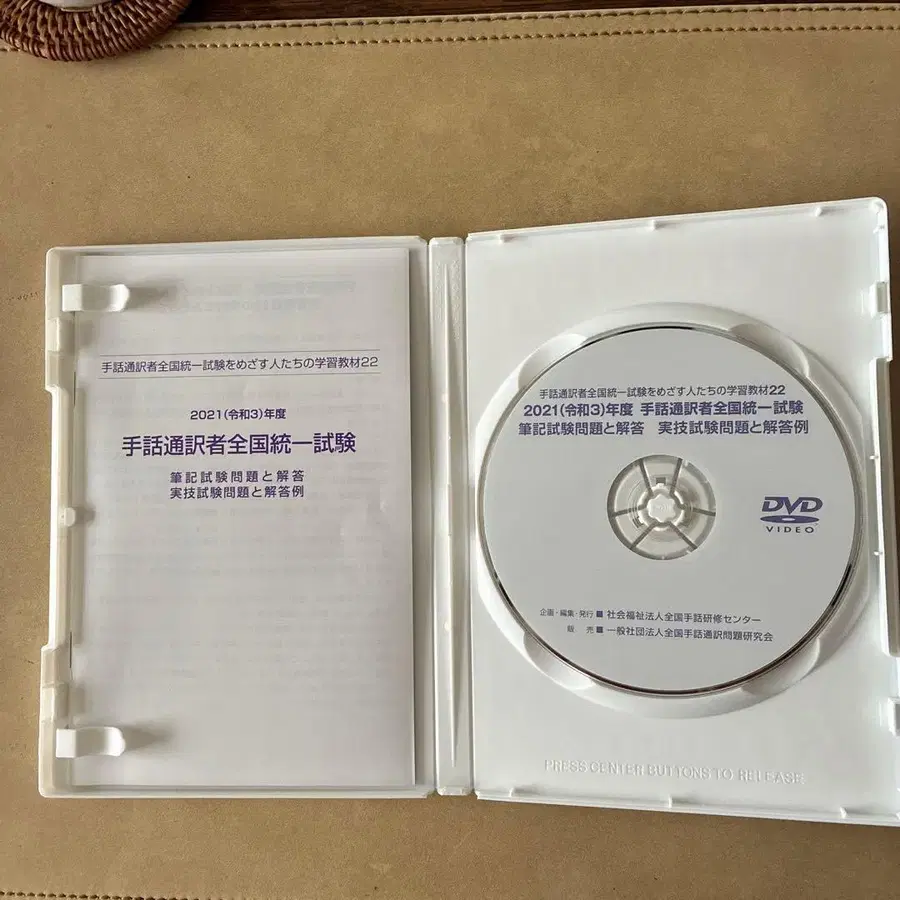 手話通訳者全国統一試験をめざす人たちの学習教材22
2021(令和3)年度
手話通訳者全国統一試験
筆記試験問題と解答
実技試験問題と解答例
手話通訳者全国統一試験をめざす人たちの学習教材22
2021(令和3)年度 手話通訳者全国統一試験
筆記試験問題と解答 実技試験問題と解答例
DVD
VIDEO
企画・編集・発行 ■ 社会福祉法人全国手話研修センター
販 売 ■ 一般社団法人全国手話通訳問題研究会
PRESS CENTER BUTTONS TO RELEASE